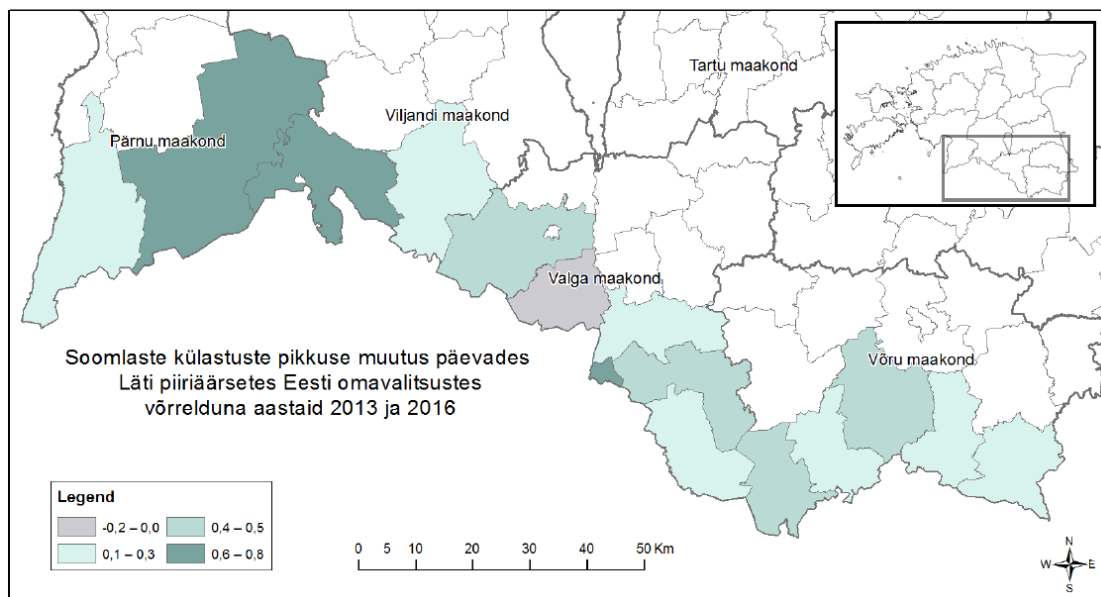 Tartu maakond
Viljandi maakond
Pärnu maakond
Valga maakond
Võru maakond
Soomlaste külastuste pikkuse muutus päevades
Läti piiriäärsetes Eesti omavalitsustes
võrrelduna aastaid 2013 ja 2016
Legend
-0,2 – 0,0
0,4 – 0,5
0,1 – 0,3
0,6 – 0,8
0 5 10 20 30 40 50 Km
N
W E
S